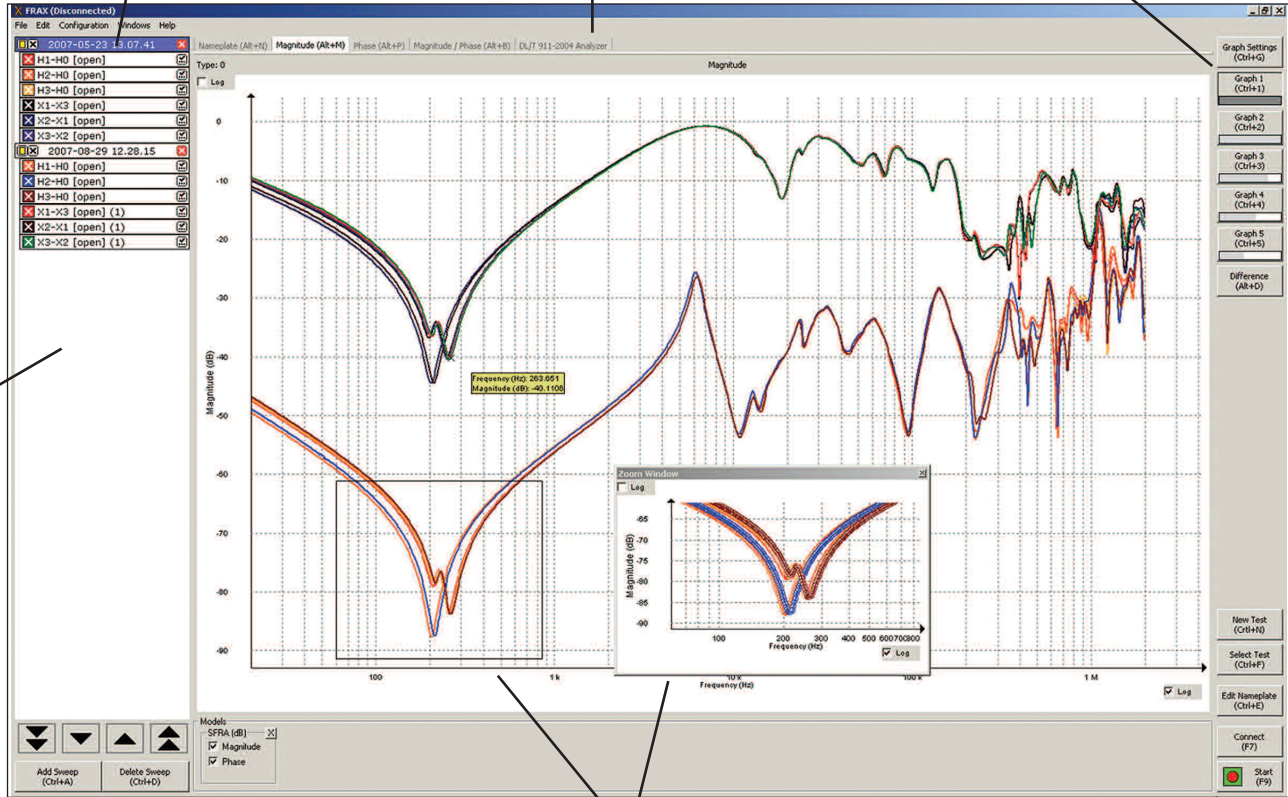 FRAX (Disconnected)
File Edit Configuration Windows Help
2007-05-23 13.07.41
H1-H0 [open]
H2-H0 [open]
H3-H0 [open]
X1-X3 [open]
X2-X1 [open]
X3-X2 [open]
2007-08-29 12.28.15
H1-H0 [open]
H2-H0 [open]
H3-H0 [open]
X1-X3 [open] (1)
X2-X1 [open] (1)
X3-X2 [open] (1)
Add Sweep
(Ctrl+A)
Delete Sweep
(Ctrl+D)
Nameplate (Alt+N) Magnitude (Alt+M) Phase (Alt+P) Magnitude / Phase (Alt+B) DL/T 911-2004 Analyzer
Type: 0
Magnitude
Log
0
-10
-20
-30
-40
-50
-60
-70
-80
-90
Magnitude (dB)
Frequency (Hz): 263.651
Magnitude (dB): -40.1106
100
1 k
10 k
100 k
1 M
Frequency (Hz)
Log
Zoom Window
Log
-65
-70
-75
-80
-85
-90
Magnitude (dB)
100 200 300 400 500 600700800
Frequency (Hz)
Log
Models
SFRA (dB) X
Magnitude
Phase
Graph Settings
(Ctrl+G)
Graph 1
(Ctrl+1)
Graph 2
(Ctrl+2)
Graph 3
(Ctrl+3)
Graph 4
(Ctrl+4)
Graph 5
(Ctrl+5)
Difference
(Alt+D)
New Test
(Crtl+N)
Select Test
(Ctrl+F)
Edit Nameplate
(Ctrl+E)
Connect
(F7)
Start
(F9)